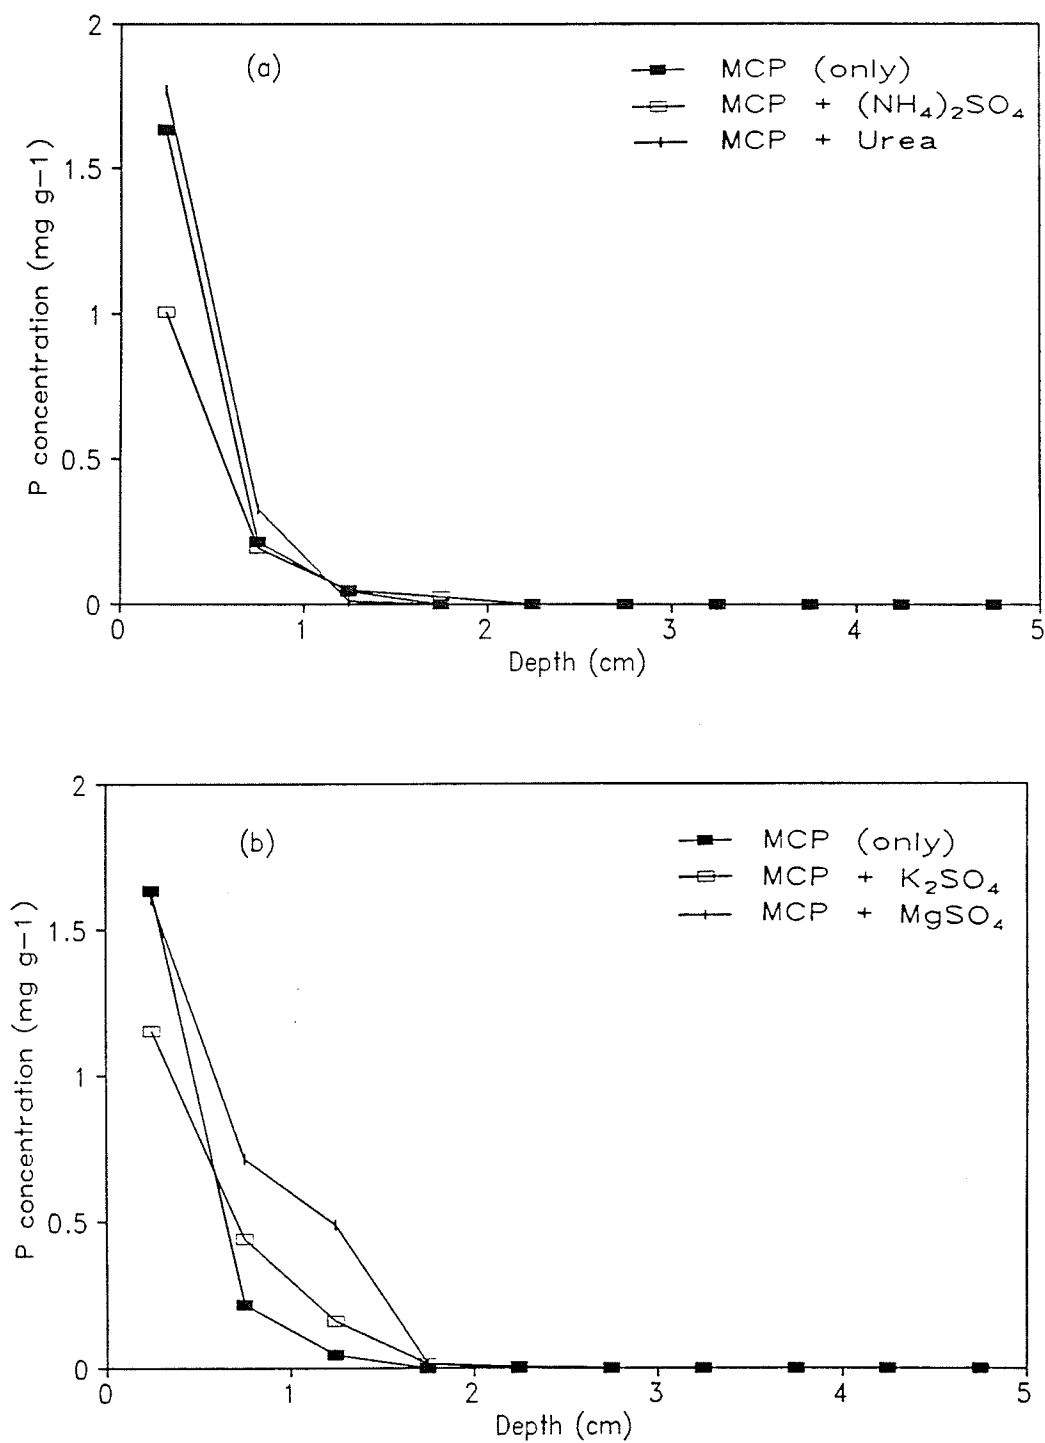 2
(a)
MCP (only)
MCP + (NH₄)₂SO₄
MCP + Urea
1.5
1
0.5
0
P concentration (mg g-1)
0 1 2 3 4 5
Depth (cm)
2
(b)
MCP (only)
MCP + K₂SO₄
MCP + MgSO₄
1.5
1
0.5
0
P concentration (mg g-1)
0 1 2 3 4 5
Depth (cm)